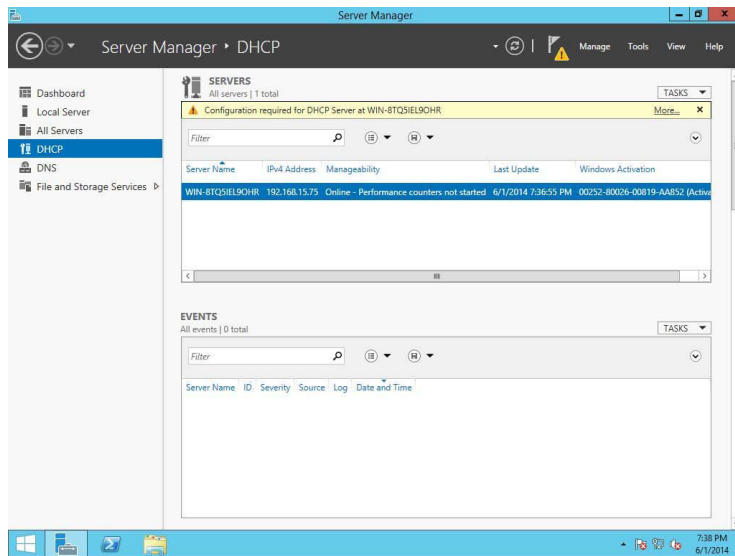 Server Manager
Server Manager • DHCP
Manage Tools View Help
Dashboard
Local Server
All Servers
DHCP
DNS
File and Storage Services
SERVERS
All servers | 1 total
TASKS
Configuration required for DHCP Server at WIN-8TQ5IEL9OHR
More...
Filter
Server Name IPv4 Address Manageability Last Update Windows Activation
WIN-8TQ5IEL9OHR 192.168.15.75 Online - Performance counters not started 6/1/2014 7:36:55 PM 00252-80026-00819-AA852 (Activa
EVENTS
All events | 0 total
TASKS
Filter
Server Name ID Severity Source Log Date and Time
7:38 PM
6/1/2014